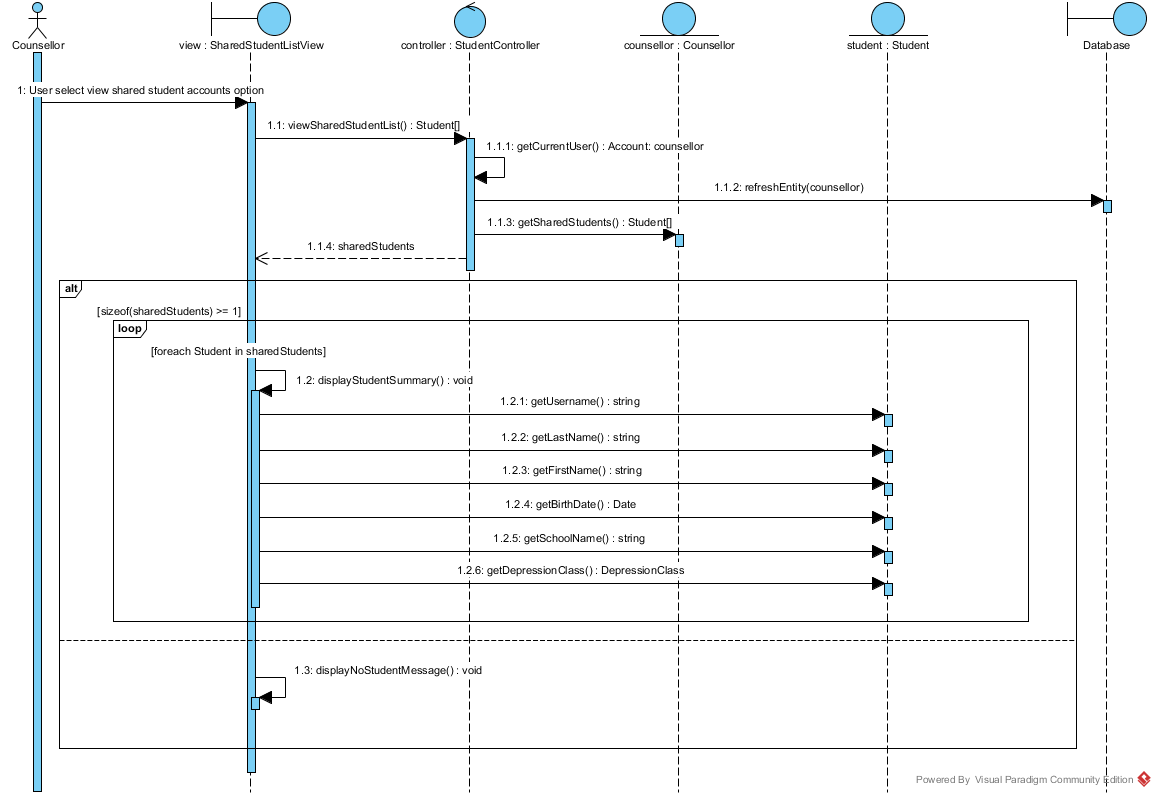 Counsellor
view : SharedStudentListView
controller : StudentController
counsellor : Counsellor
student : Student
Database
1: User select view shared student accounts option
1.1: viewSharedStudentList() : Student[]
1.1.1: getCurrentUser() : Account: counsellor
1.1.2: refreshEntity(counsellor)
1.1.3: getSharedStudents() : Student[]
1.1.4: sharedStudents
alt
[sizeof(sharedStudents) >= 1]
loop
[foreach Student in sharedStudents]
1.2: displayStudentSummary() : void
1.2.1: getUsername() : string
1.2.2: getLastName() : string
1.2.3: getFirstName() : string
1.2.4: getBirthDate() : Date
1.2.5: getSchoolName() : string
1.2.6: getDepressionClass() : DepressionClass
1.3: displayNoStudentMessage() : void
Powered By Visual Paradigm Community Edition